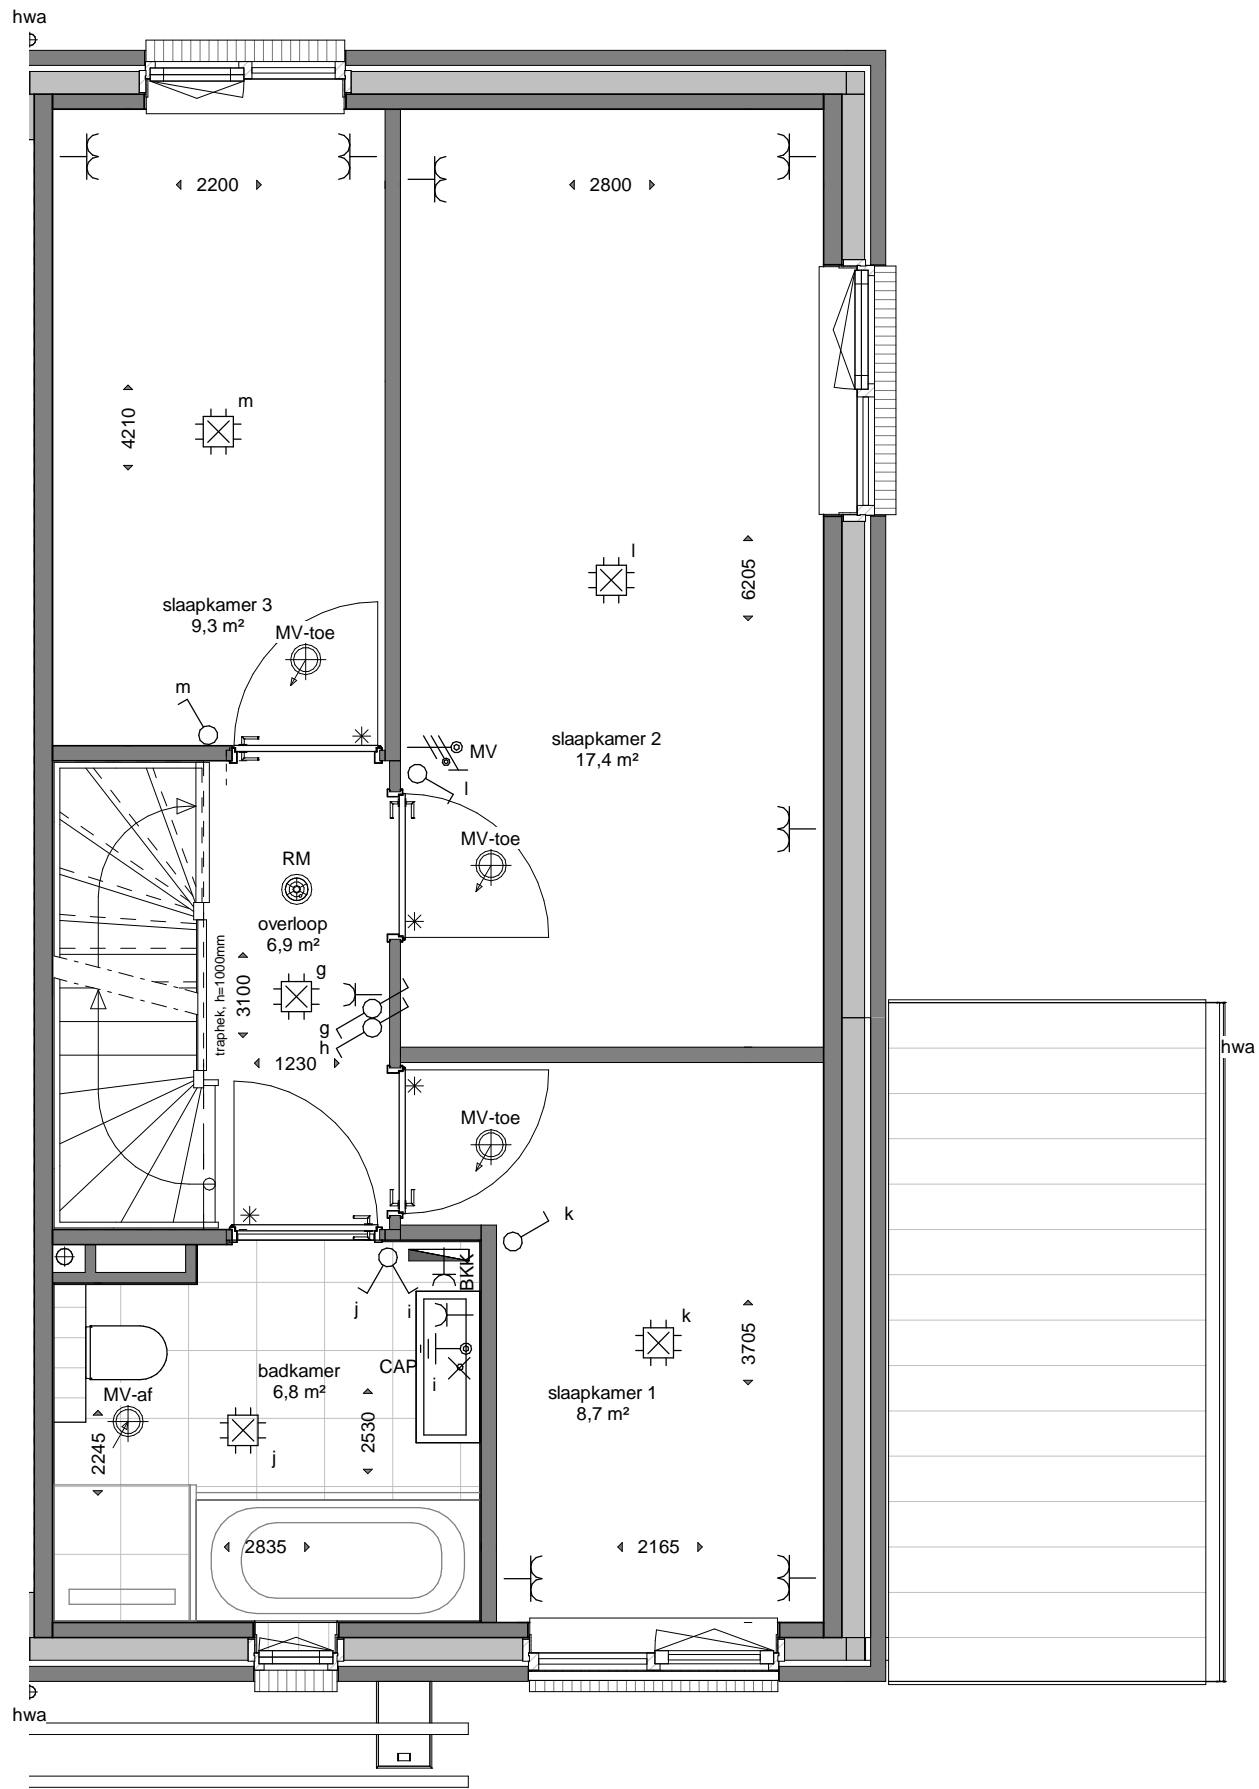 hwa
2200
2800
4210
m
l
6205
slaapkamer 3
9,3 m²
MV-toe
m
MV
l
slaapkamer 2
17,4 m²
MV-toe
RM
overloop
6,9 m²
traphek, h=1000mm
3100
g
g
h
1230
hwa
MV-toe
k
BKK
j
i
k
3705
CAP
i
badkamer
6,8 m²
slaapkamer 1
8,7 m²
MV-af
2245
2530
j
2835
2165
hwa